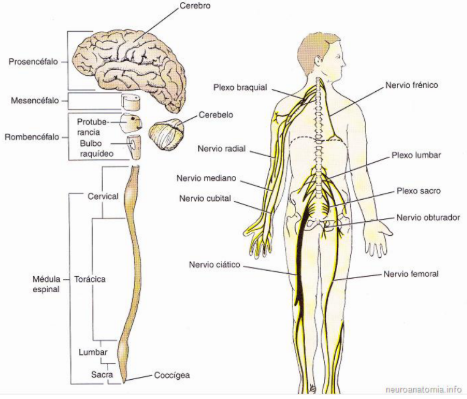 Cerebro
Prosencéfalo
Mesencéfalo
Rombencéfalo
Protube-
rancia
Bulbo
raquídeo
Cerebelo
Cervical
Médula
espinal
Torácica
Lumbar
Sacra
Coccígea
Plexo braquial
Nervio frénico
Nervio radial
Plexo lumbar
Nervio mediano
Plexo sacro
Nervio cubital
Nervio obturador
Nervio ciático
Nervio femoral
neuroanatomia.info